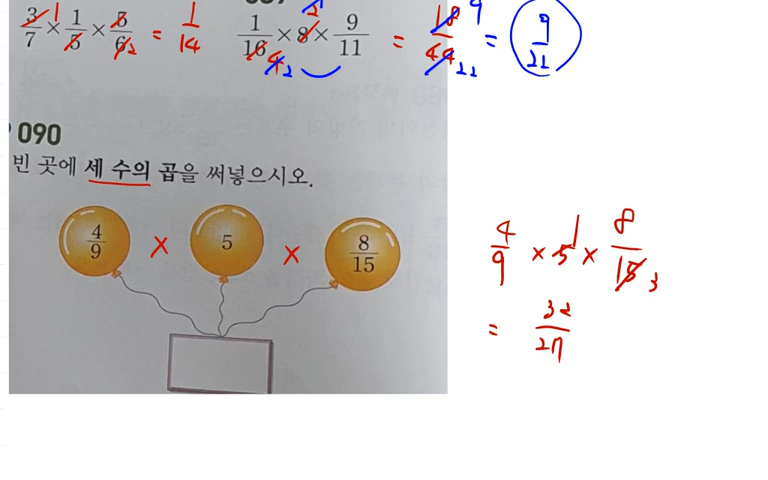 3/7 × 1/5 × 5/6 = 1/14
1/16 × 8 × 9/11 = 18/44 = 9/22
090
빈 곳에 세 수의 곱을 써넣으시오.
4/9 × 5 × 8/15
4/9 × 5 × 8/15
= 32/27